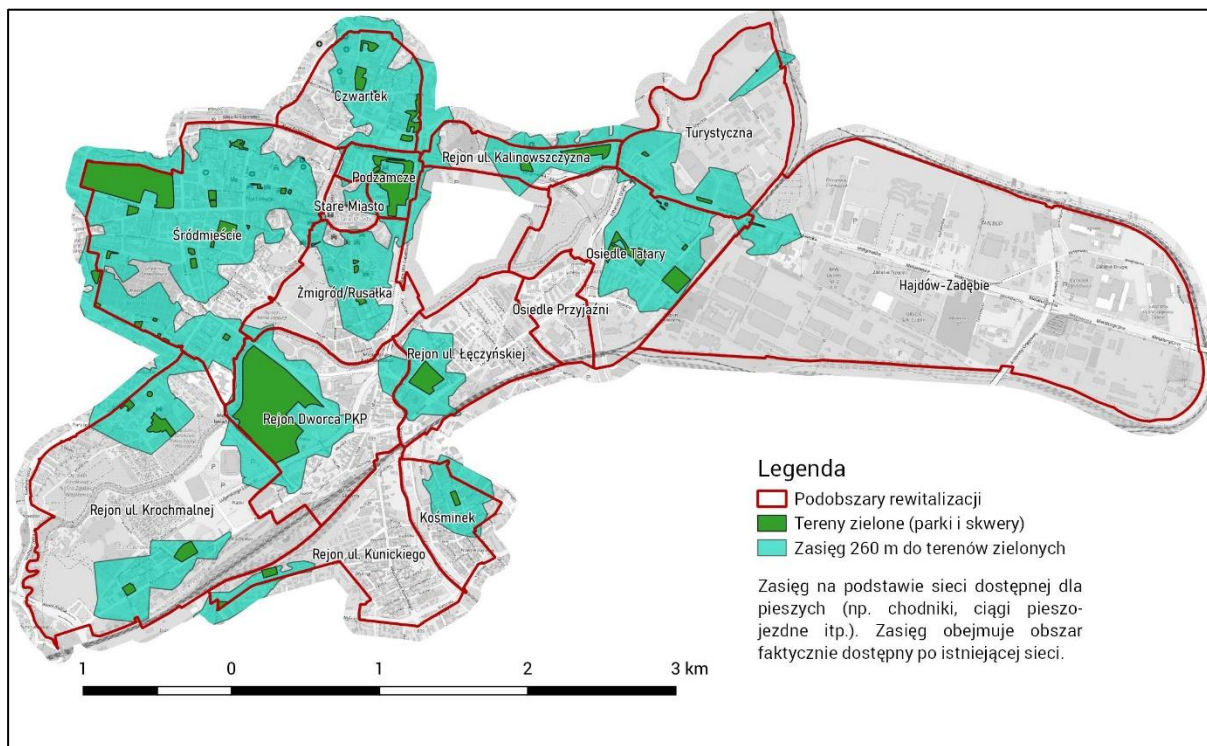 Czwartek
Turystyczna
Rejon ul. Kalinowszczyzna
Podzamcze
Stare Miasto
Śródmieście
Osiedle Tatary
Hajdów-Zadębie
Żmigród/Rusałka
Osiedle Przyjaźni
Rejon ul. Łęczyńskiej
Rejon Dworca PKP
Rejon ul. Krochmalnej
Kośminek
Rejon ul. Kunickiego
Legenda
Podobszary rewitalizacji
Tereny zielone (parki i skwery)
Zasięg 260 m do terenów zielonych
Zasięg na podstawie sieci dostępnej dla
pieszych (np. chodniki, ciągi pieszo-
jezdne itp.). Zasięg obejmuje obszar
faktycznie dostępny po istniejącej sieci.
1 0 1 2 3 km